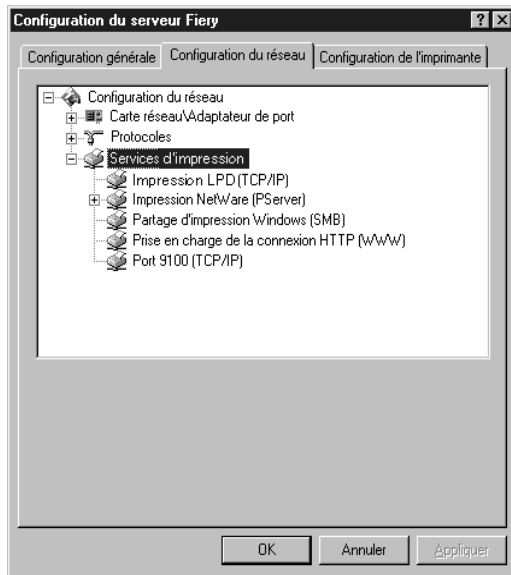 Configuration du serveur Fiery
Configuration générale
Configuration du réseau
Configuration de l'imprimante
Configuration du réseau
Carte réseau\Adaptateur de port
Protocoles
Services d'impression
Impression LPD (TCP/IP)
Impression NetWare (PServer)
Partage d'impression Windows (SMB)
Prise en charge de la connexion HTTP (WWW)
Port 9100 (TCP/IP)
OK
Annuler
Appliquer